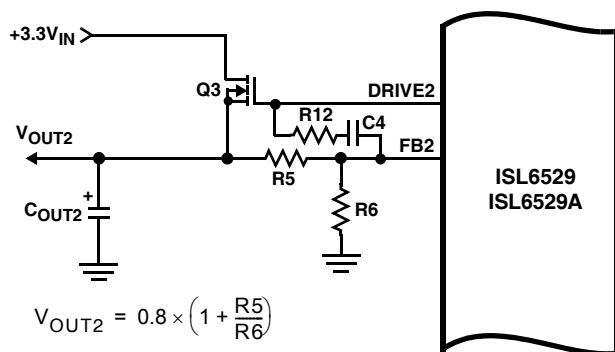 +3.3VIN
Q3
DRIVE2
R12
C4
VOUT2
FB2
R5
ISL6529
ISL6529A
R6
+
COUT2
VOUT2 = 0.8 × (1 + R5/R6)